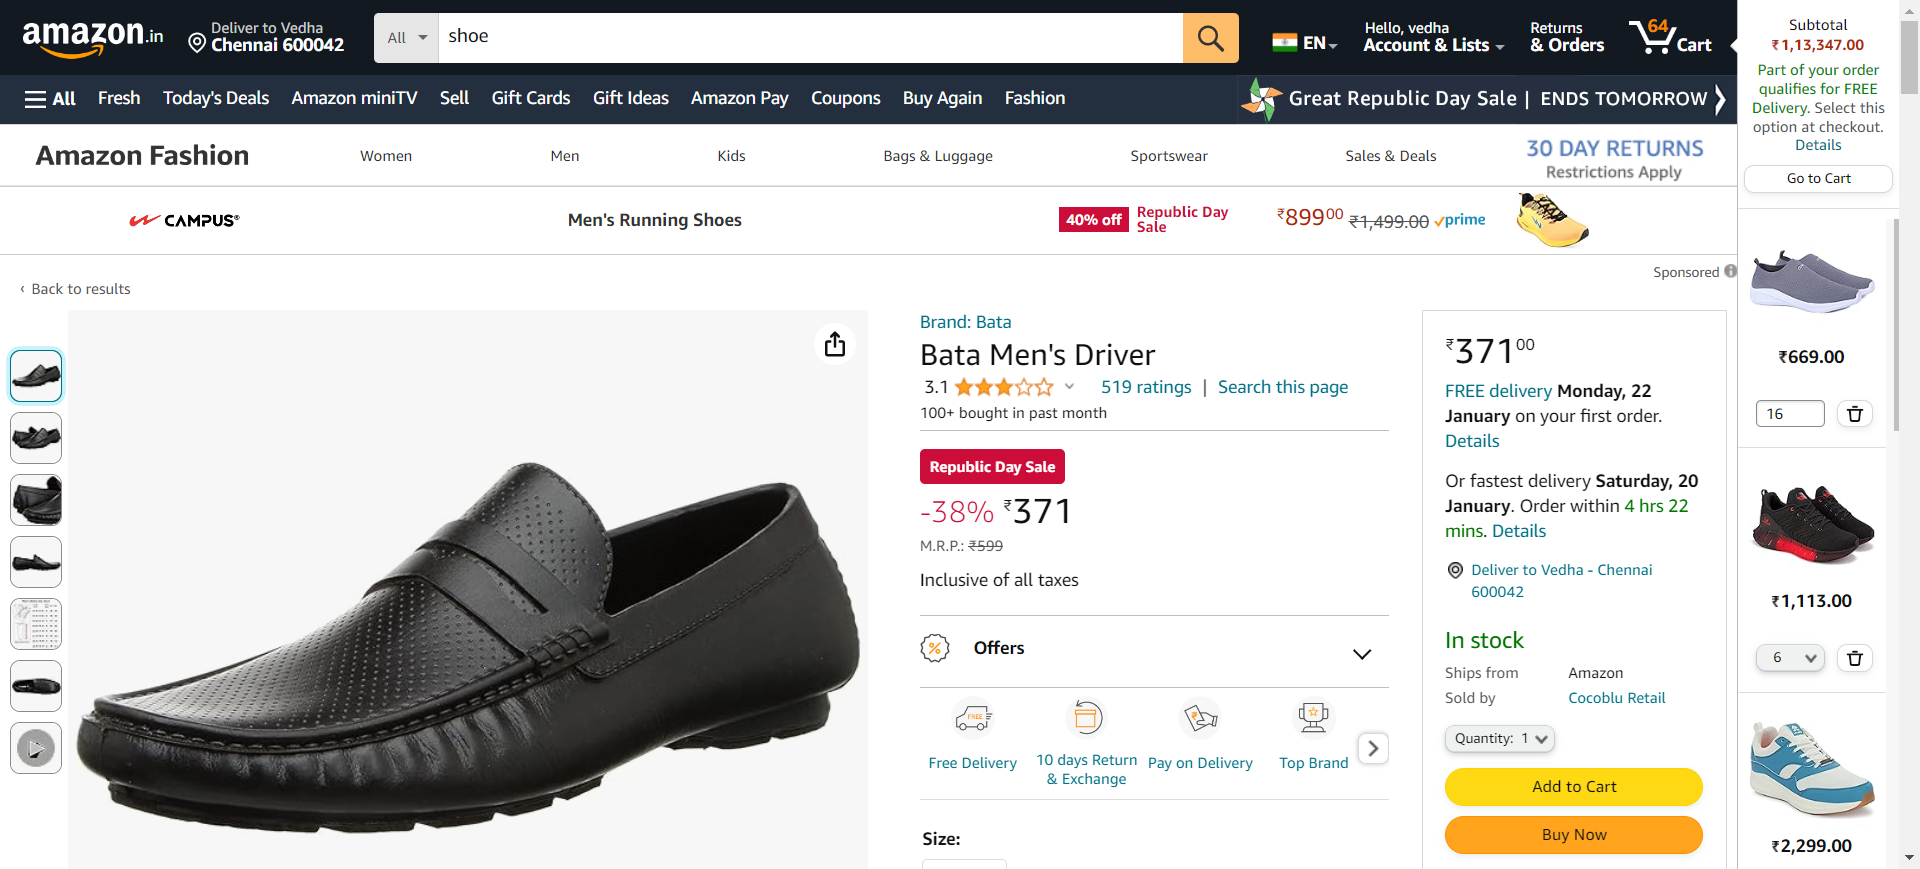 amazon.in
Deliver to Vedha
Chennai 600042
All
shoe
EN
Hello, vedha
Account & Lists
Returns
& Orders
64
Cart
All
Fresh
Today's Deals
Amazon miniTV
Sell
Gift Cards
Gift Ideas
Amazon Pay
Coupons
Buy Again
Fashion
Great Republic Day Sale | ENDS TOMORROW
Amazon Fashion
Women
Men
Kids
Bags & Luggage
Sportswear
Sales & Deals
30 DAY RETURNS
Restrictions Apply
CAMPUS®
Men's Running Shoes
40% off
Republic Day
Sale
₹89900
₹1,499.00
prime
Sponsored
‹ Back to results
Brand: Bata
Bata Men's Driver
3.1
519 ratings | Search this page
100+ bought in past month
Republic Day Sale
-38% ₹371
M.R.P.: ₹599
Inclusive of all taxes
%
Offers
FREE
Free Delivery
10 days Return
& Exchange
₹
Pay on Delivery
Top Brand
Size:
₹37100
FREE delivery Monday, 22
January on your first order.
Details
Or fastest delivery Saturday, 20
January. Order within 4 hrs 22
mins. Details
Deliver to Vedha - Chennai
600042
In stock
Ships from Amazon
Sold by Cocoblu Retail
Quantity: 1
Add to Cart
Buy Now
Subtotal
₹1,13,347.00
Part of your order
qualifies for FREE
Delivery. Select this
option at checkout.
Details
Go to Cart
₹669.00
16
₹1,113.00
6
₹2,299.00